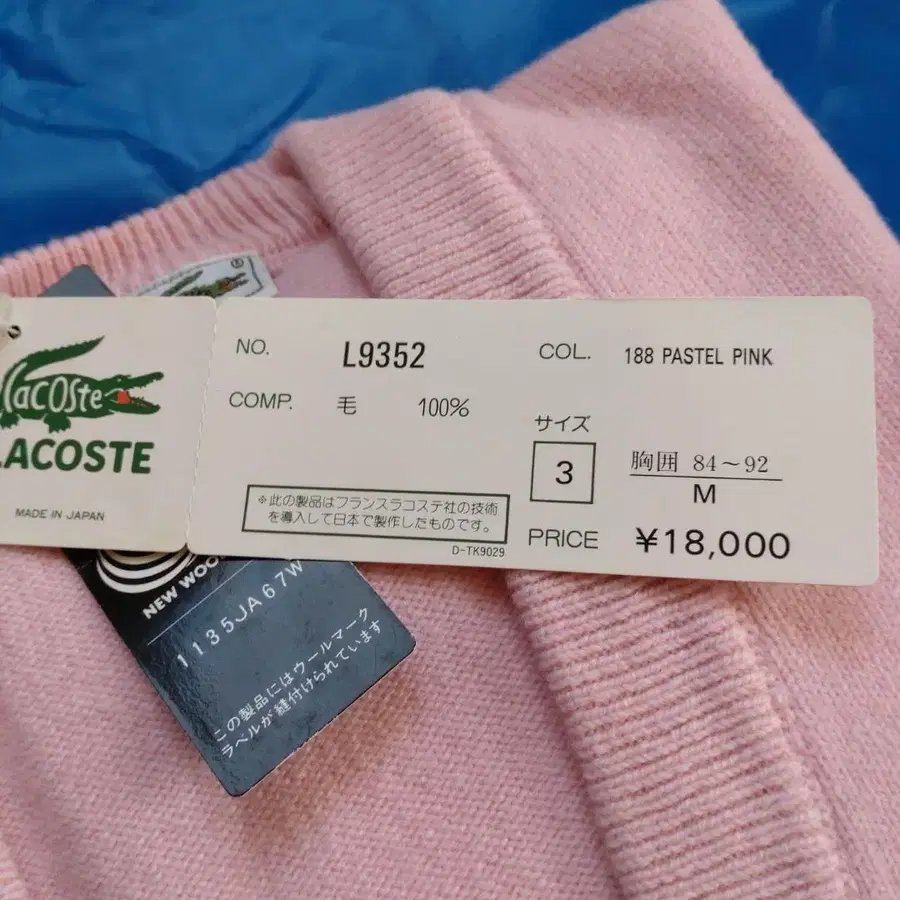 Lacoste
LACOSTE
MADE IN JAPAN
NO. L9352
COL. 188 PASTEL PINK
COMP. 毛 100%
サイズ
3
胸囲 84~92
M
※此の製品はフランスラコステ社の技術
を導入して日本で製作したものです。
PRICE ¥18,000
D-TK9029
NEW WOO
1135JA67W
この製品にはウールマーク
ラベルが縫付けられています